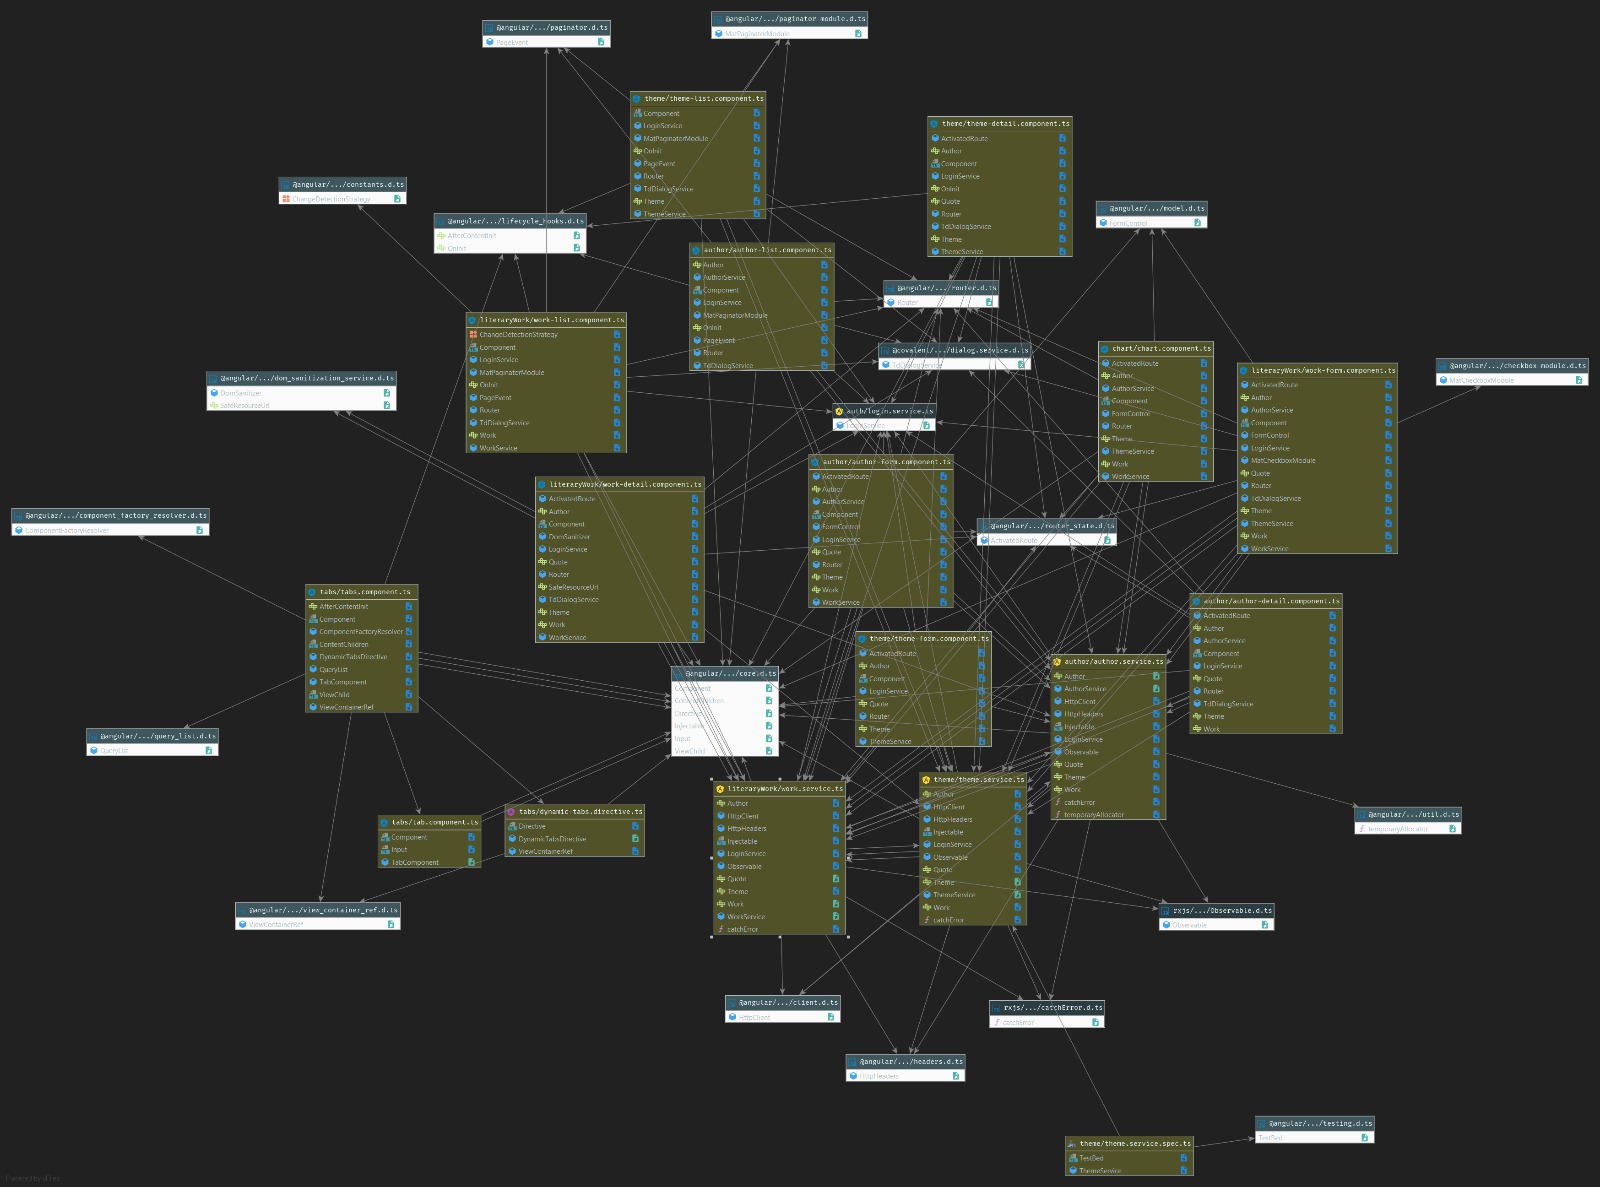 @angular/.../paginator.d.ts
PageEvent
@angular/.../paginator-module.d.ts
MatPaginatorModule
theme/theme-list.component.ts
Component
LoginService
MatPaginatorModule
OnInit
PageEvent
Router
TdDialogService
Theme
ThemeService
theme/theme-detail.component.ts
ActivatedRoute
Author
Component
LoginService
OnInit
Quote
Router
TdDialogService
Theme
ThemeService
@angular/.../constants.d.ts
ChangeDetectionStrategy
@angular/.../lifecycle_hooks.d.ts
AfterContentInit
OnInit
@angular/.../model.d.ts
FormControl
author/author-list.component.ts
Author
AuthorService
Component
LoginService
MatPaginatorModule
OnInit
PageEvent
Router
TdDialogService
@angular/.../router.d.ts
Router
literaryWork/work-list.component.ts
ChangeDetectionStrategy
Component
LoginService
MatPaginatorModule
OnInit
PageEvent
Router
TdDialogService
Work
WorkService
@covalent/.../dialog.service.d.ts
TdDialogService
chart/chart.component.ts
ActivatedRoute
Author
AuthorService
Component
FormControl
Router
Theme
ThemeService
Work
WorkService
literaryWork/work-form.component.ts
ActivatedRoute
Author
AuthorService
Component
FormControl
LoginService
MatCheckboxModule
Quote
Router
TdDialogService
Theme
ThemeService
Work
WorkService
@angular/.../checkbox-module.d.ts
MatCheckboxModule
@angular/.../dom_sanitization_service.d.ts
DomSanitizer
SafeResourceUrl
auth/login.service.ts
LoginService
author/author-form.component.ts
ActivatedRoute
Author
AuthorService
Component
FormControl
LoginService
Quote
Router
Theme
Work
WorkService
literaryWork/work-detail.component.ts
ActivatedRoute
Author
Component
DomSanitizer
LoginService
Quote
Router
SafeResourceUrl
TdDialogService
Theme
Work
WorkService
@angular/.../component_factory_resolver.d.ts
ComponentFactoryResolver
@angular/.../router_state.d.ts
ActivatedRoute
tabs/tabs.component.ts
AfterContentInit
Component
ComponentFactoryResolver
ContentChildren
DynamicTabsDirective
QueryList
TabComponent
ViewChild
ViewContainerRef
author/author-detail.component.ts
ActivatedRoute
Author
AuthorService
Component
LoginService
Quote
Router
TdDialogService
Theme
Work
theme/theme-form.component.ts
ActivatedRoute
Author
Component
LoginService
Quote
Router
Theme
ThemeService
author/author.service.ts
Author
AuthorService
HttpClient
HttpHeaders
Injectable
LoginService
Observable
Quote
Theme
Work
catchError
temporaryAllocator
@angular/.../core.d.ts
Component
ContentChildren
Directive
Injectable
Input
ViewChild
@angular/.../query_list.d.ts
QueryList
literaryWork/work.service.ts
Author
HttpClient
HttpHeaders
Injectable
LoginService
Observable
Quote
Theme
Work
WorkService
catchError
theme/theme.service.ts
Author
HttpClient
HttpHeaders
Injectable
LoginService
Observable
Quote
Theme
ThemeService
Work
catchError
tabs/tab.component.ts
Component
Input
TabComponent
tabs/dynamic-tabs.directive.ts
Directive
DynamicTabsDirective
ViewContainerRef
@angular/.../util.d.ts
temporaryAllocator
@angular/.../view_container_ref.d.ts
ViewContainerRef
rxjs/.../Observable.d.ts
Observable
@angular/.../client.d.ts
HttpClient
rxjs/.../catchError.d.ts
catchError
@angular/.../headers.d.ts
HttpHeaders
@angular/.../testing.d.ts
TestBed
theme/theme.service.spec.ts
TestBed
ThemeService
Powered by yFiles